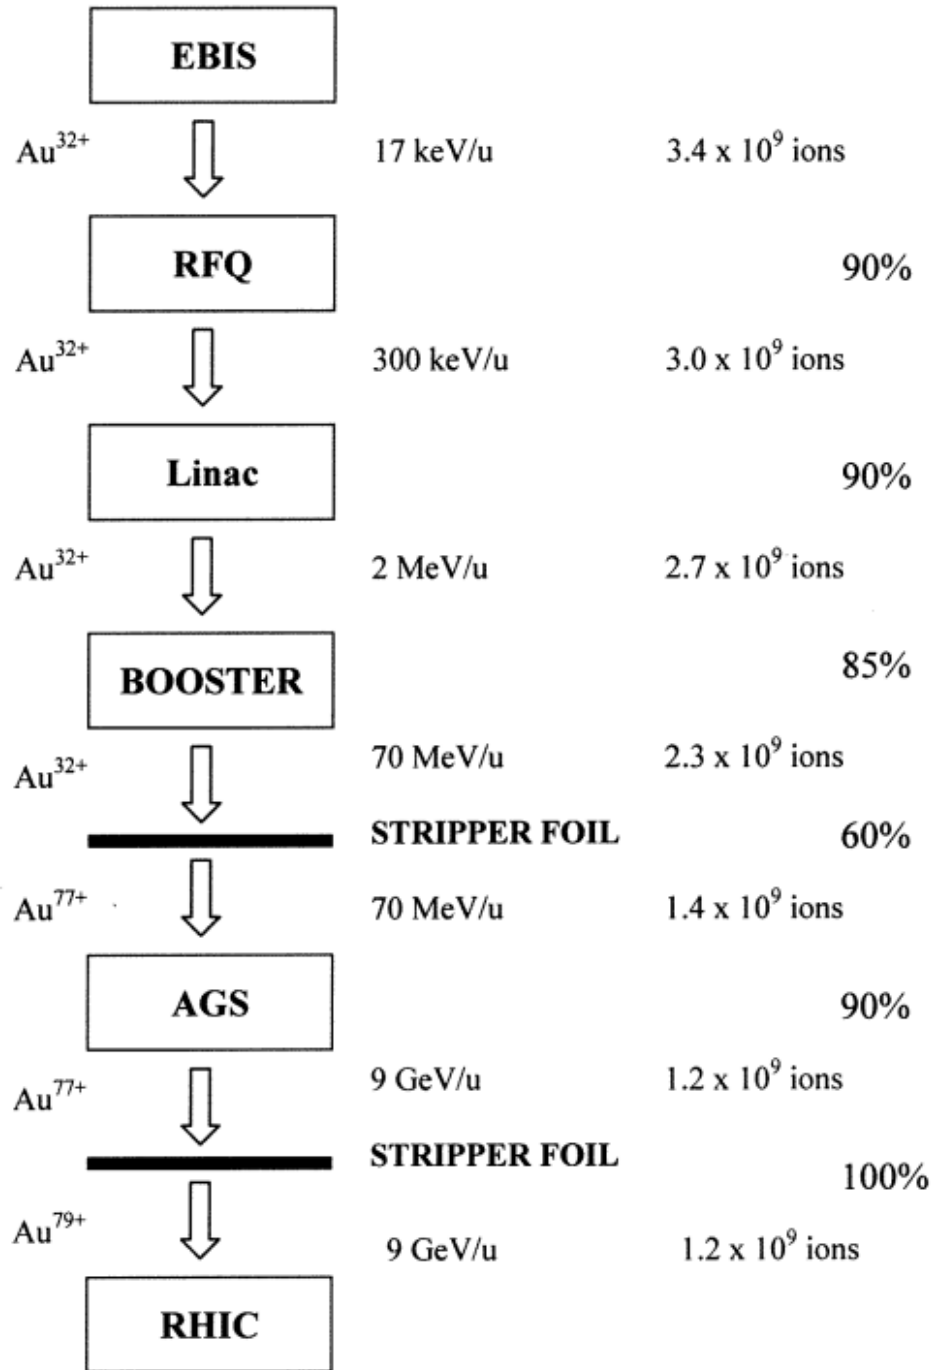 EBIS
Au³²⁺ 17 keV/u 3.4 x 10⁹ ions
RFQ 90%
Au³²⁺ 300 keV/u 3.0 x 10⁹ ions
Linac 90%
Au³²⁺ 2 MeV/u 2.7 x 10⁹ ions
BOOSTER 85%
Au³²⁺ 70 MeV/u 2.3 x 10⁹ ions
STRIPPER FOIL 60%
Au⁷⁷⁺ 70 MeV/u 1.4 x 10⁹ ions
AGS 90%
Au⁷⁷⁺ 9 GeV/u 1.2 x 10⁹ ions
STRIPPER FOIL 100%
Au⁷⁹⁺ 9 GeV/u 1.2 x 10⁹ ions
RHIC